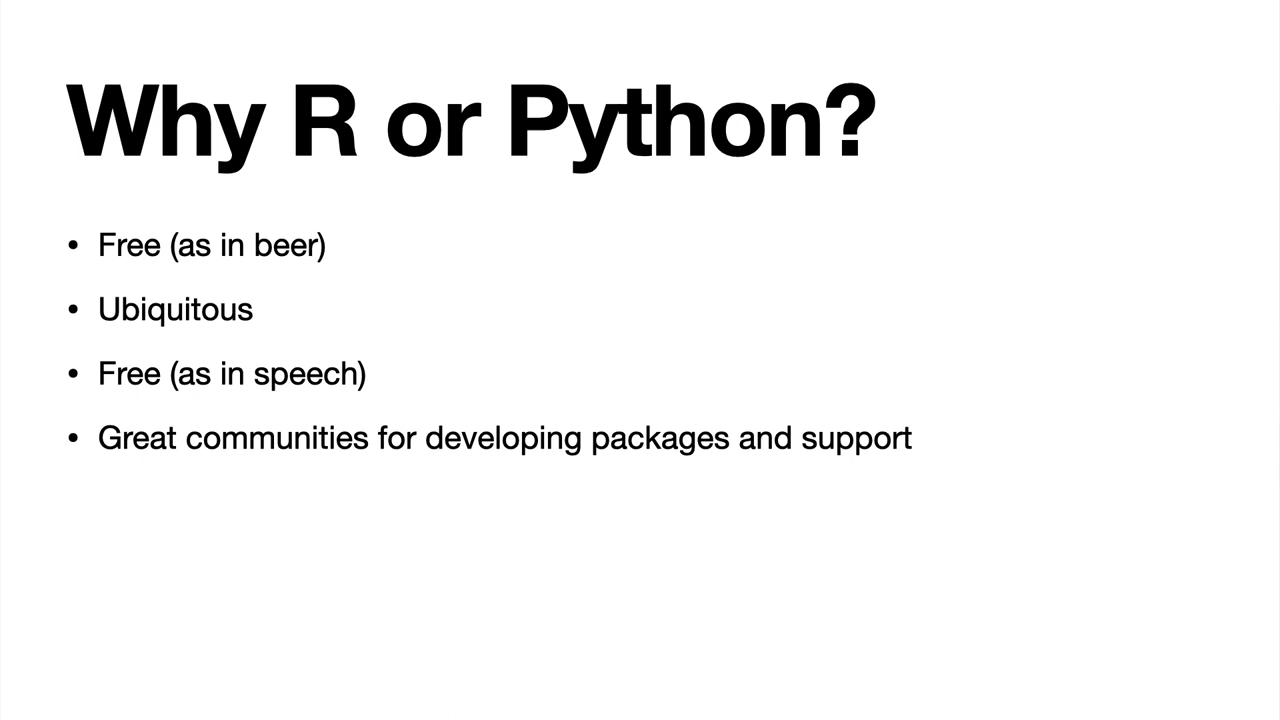 Why R or Python?
• Free (as in beer)
• Ubiquitous
• Free (as in speech)
• Great communities for developing packages and support